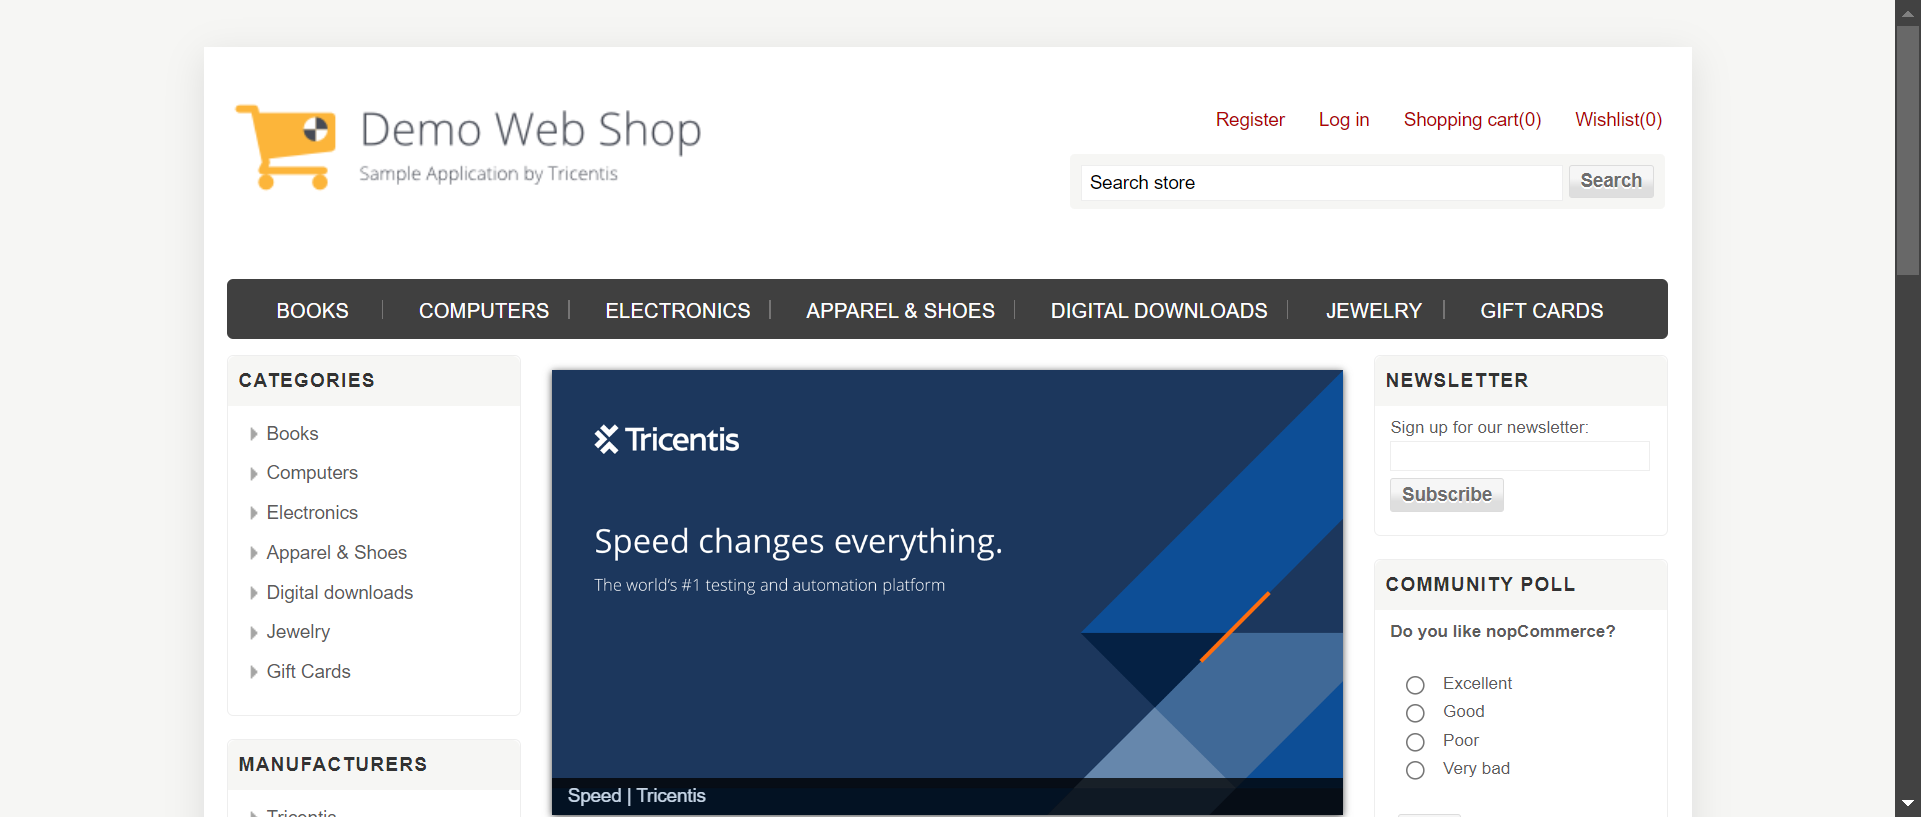 Demo Web Shop
Sample Application by Tricentis
Register Log in Shopping cart(0) Wishlist(0)
Search store Search
BOOKS COMPUTERS ELECTRONICS APPAREL & SHOES DIGITAL DOWNLOADS JEWELRY GIFT CARDS
CATEGORIES
Books
Computers
Electronics
Apparel & Shoes
Digital downloads
Jewelry
Gift Cards
MANUFACTURERS
Tricentis
Tricentis
Speed changes everything.
The world's #1 testing and automation platform
Speed | Tricentis
NEWSLETTER
Sign up for our newsletter:
Subscribe
COMMUNITY POLL
Do you like nopCommerce?
Excellent
Good
Poor
Very bad